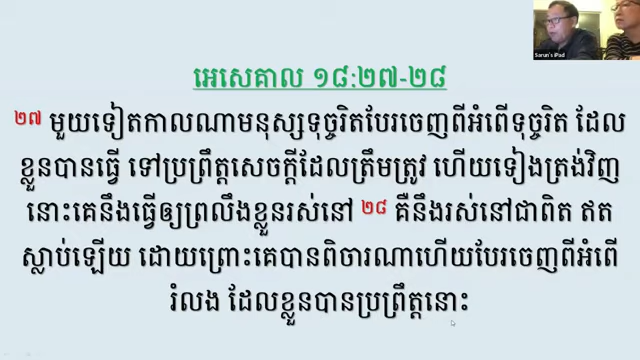 Sarun's iPad
អេសេគាល ១៨:២៧-២៨
២៧ មួយទៀតកាលណាមនុស្សទុច្ចរិតបែរចេញពីអំពើទុច្ចរិត ដែល
ខ្លួនបានធ្វើ ទៅប្រព្រឹត្តសេចក្ដីដែលត្រឹមត្រូវ ហើយទៀងត្រង់វិញ
នោះគេនឹងធ្វើឲ្យព្រលឹងខ្លួនរស់នៅ ២៨ គឺនឹងរស់នៅជាពិត ឥត
ស្លាប់ឡើយ ដោយព្រោះគេបានពិចារណាហើយបែរចេញពីអំពើ
រំលង ដែលខ្លួនបានប្រព្រឹត្តនោះ